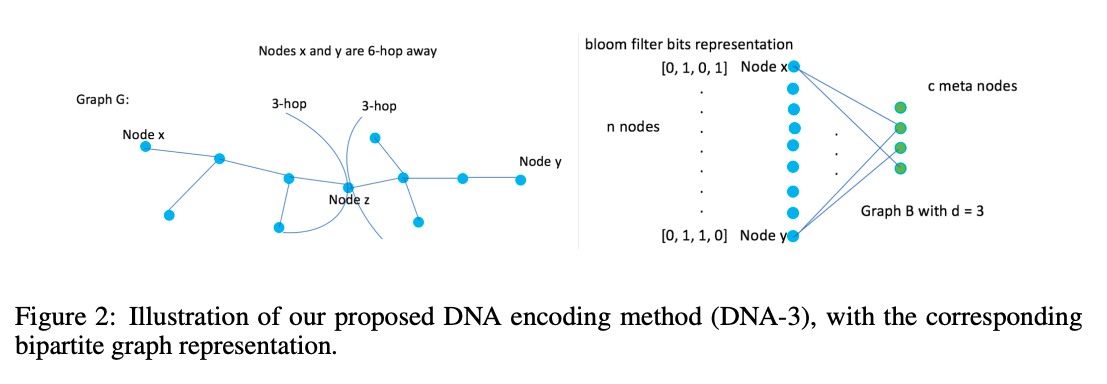 Nodes x and y are 6-hop away
Graph G:
3-hop
3-hop
Node x
Node y
Node z
bloom filter bits representation
[0, 1, 0, 1] Node x
c meta nodes
n nodes
Graph B with d = 3
[0, 1, 1, 0] Node y
Figure 2: Illustration of our proposed DNA encoding method (DNA-3), with the corresponding
bipartite graph representation.